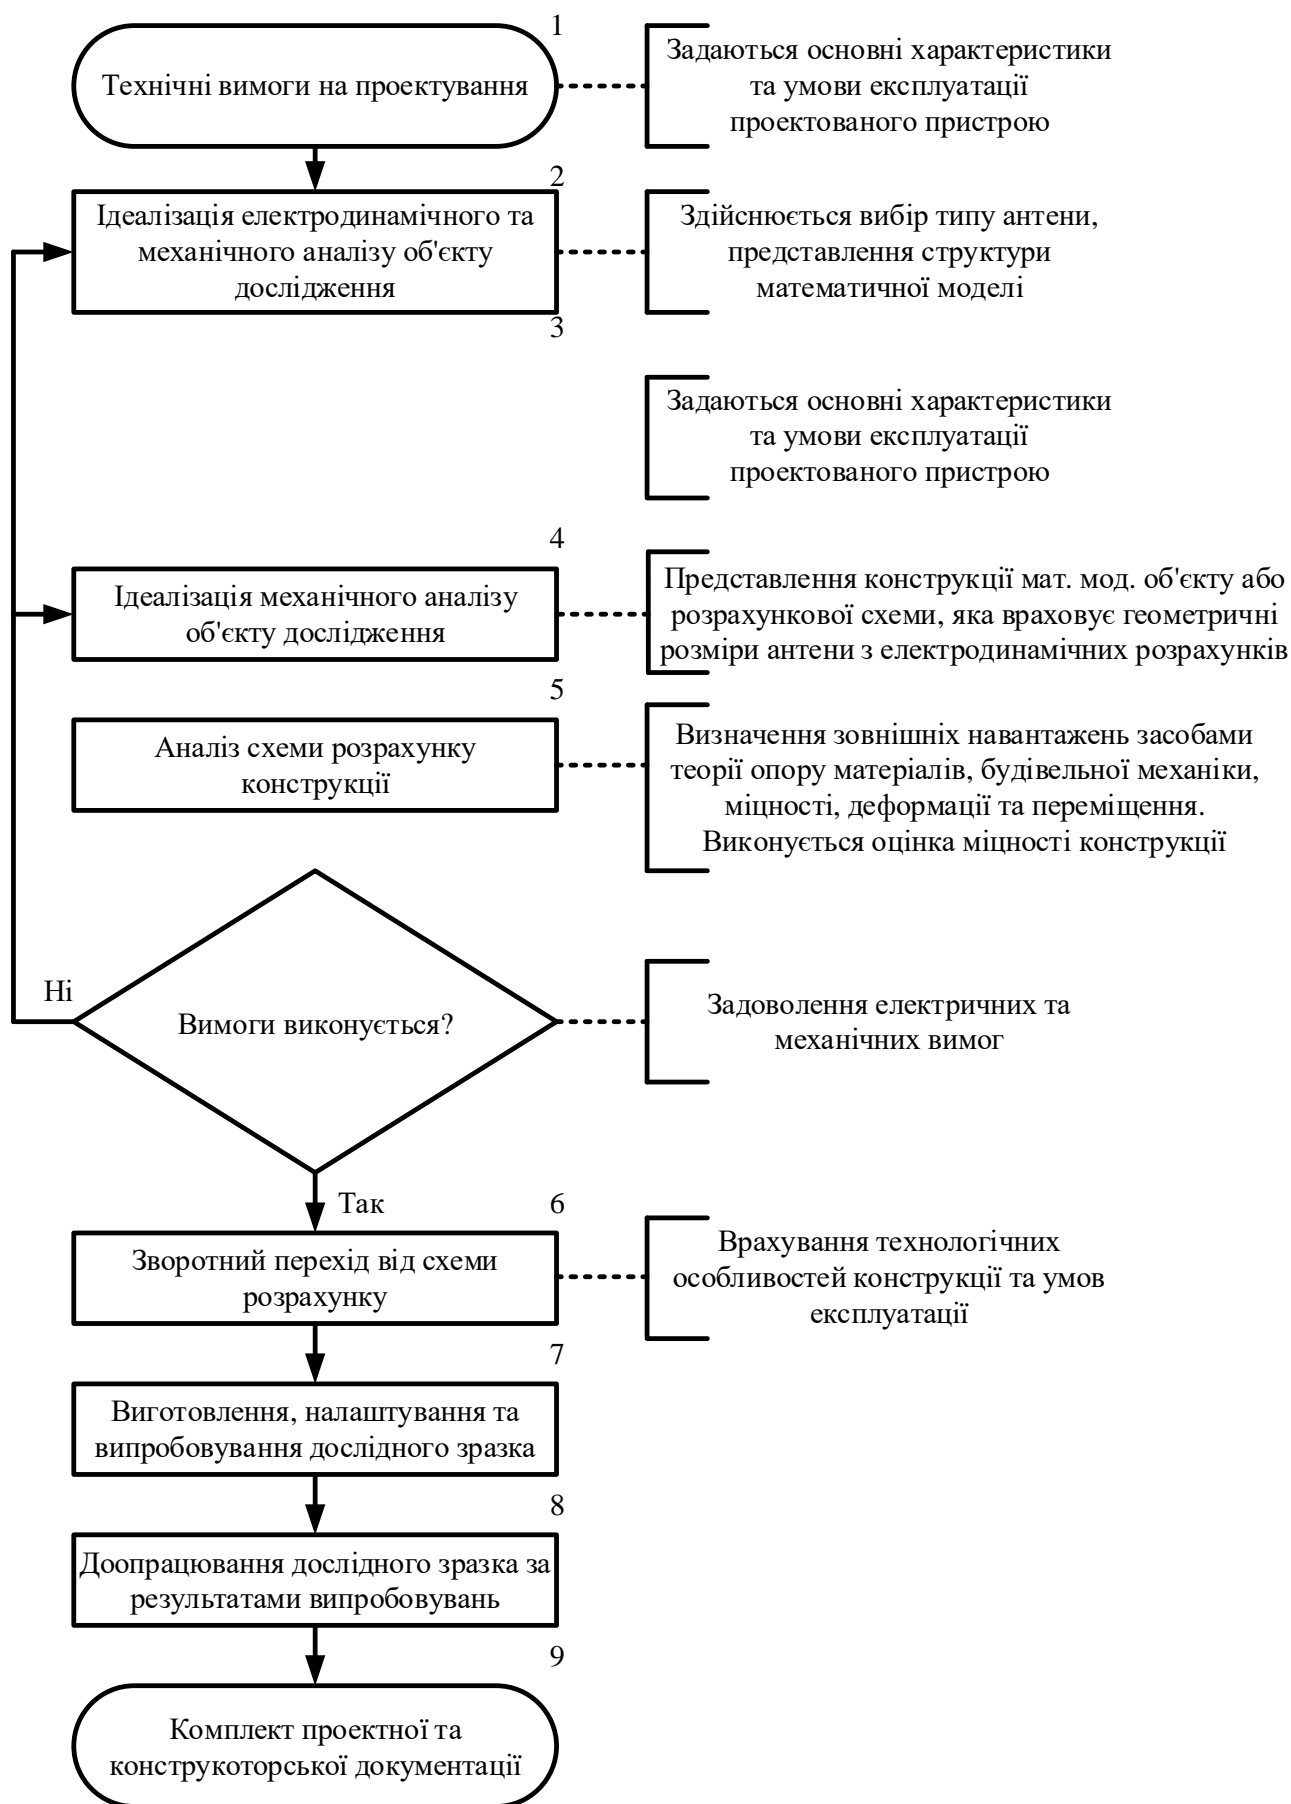 1
Технічні вимоги на проектування
Задаються основні характеристики
та умови експлуатації
проектованого пристрою
2
Ідеалізація електродинамічного та
механічного аналізу об'єкту
дослідження
Здійснюється вибір типу антени,
представлення структури
математичної моделі
3
Задаються основні характеристики
та умови експлуатації
проектованого пристрою
4
Ідеалізація механічного аналізу
об'єкту дослідження
Представлення конструкції мат. мод. об'єкту або
розрахункової схеми, яка враховує геометричні
розміри антени з електродинамічних розрахунків
5
Аналіз схеми розрахунку
конструкції
Визначення зовнішніх навантажень засобами
теорії опору матеріалів, будівельної механіки,
міцності, деформації та переміщення.
Виконується оцінка міцності конструкції
Ні
Вимоги виконується?
Задоволення електричних та
механічних вимог
Так
6
Зворотний перехід від схеми
розрахунку
Врахування технологічних
особливостей конструкції та умов
експлуатації
7
Виготовлення, налаштування та
випробовування дослідного зразка
8
Доопрацювання дослідного зразка за
результатами випробовувань
9
Комплект проектної та
конструкоторської документації